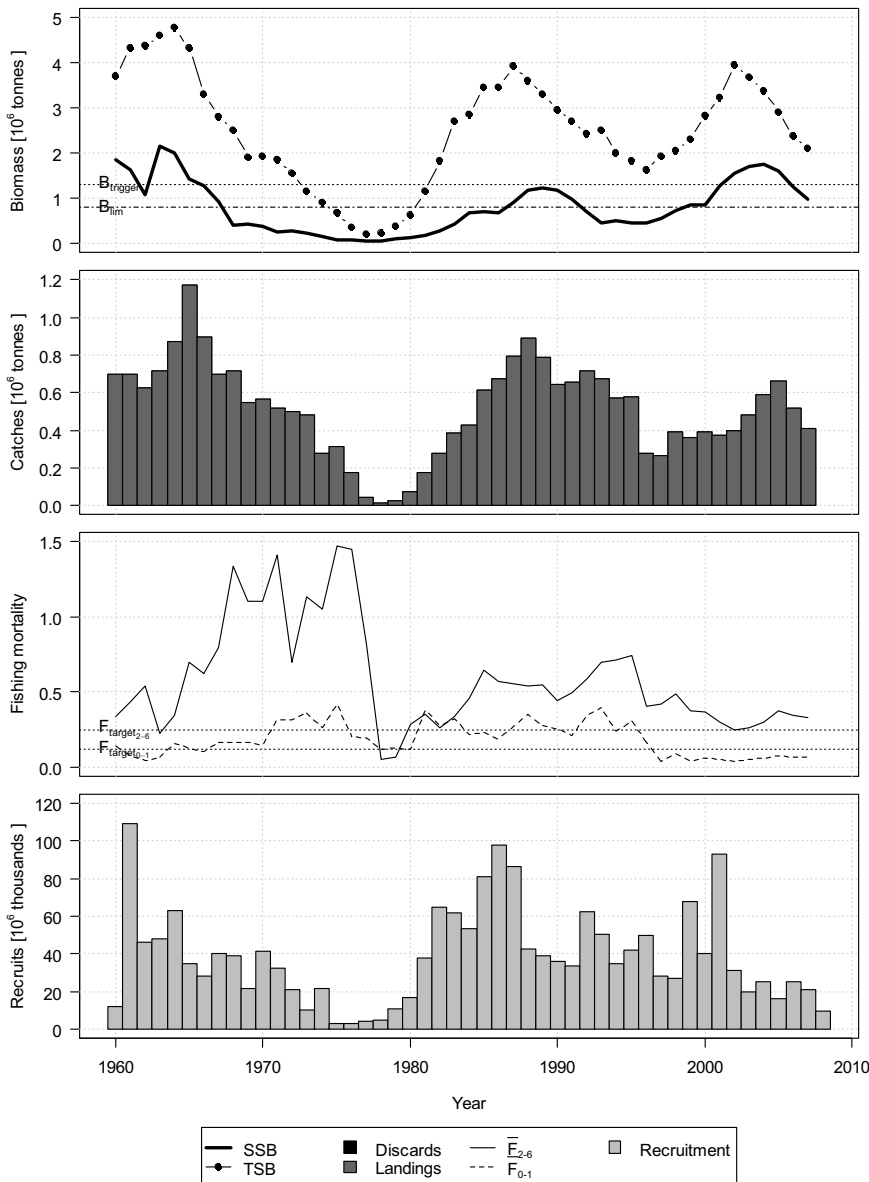 Biomass [10⁶ tonnes ]
5
4
3
2
1
0
B_trigger
B_lim
Catches [10⁶ tonnes ]
1.2
1.0
0.8
0.6
0.4
0.2
0.0
Fishing mortality
1.5
1.0
0.5
0.0
F_target₂₋₆
F_target₀₋₁
Recruits [10⁶ thousands ]
120
100
80
60
40
20
0
1960 1970 1980 1990 2000 2010
Year
SSB Discards F̅₂₋₆ Recruitment
TSB Landings F̅₀₋₁